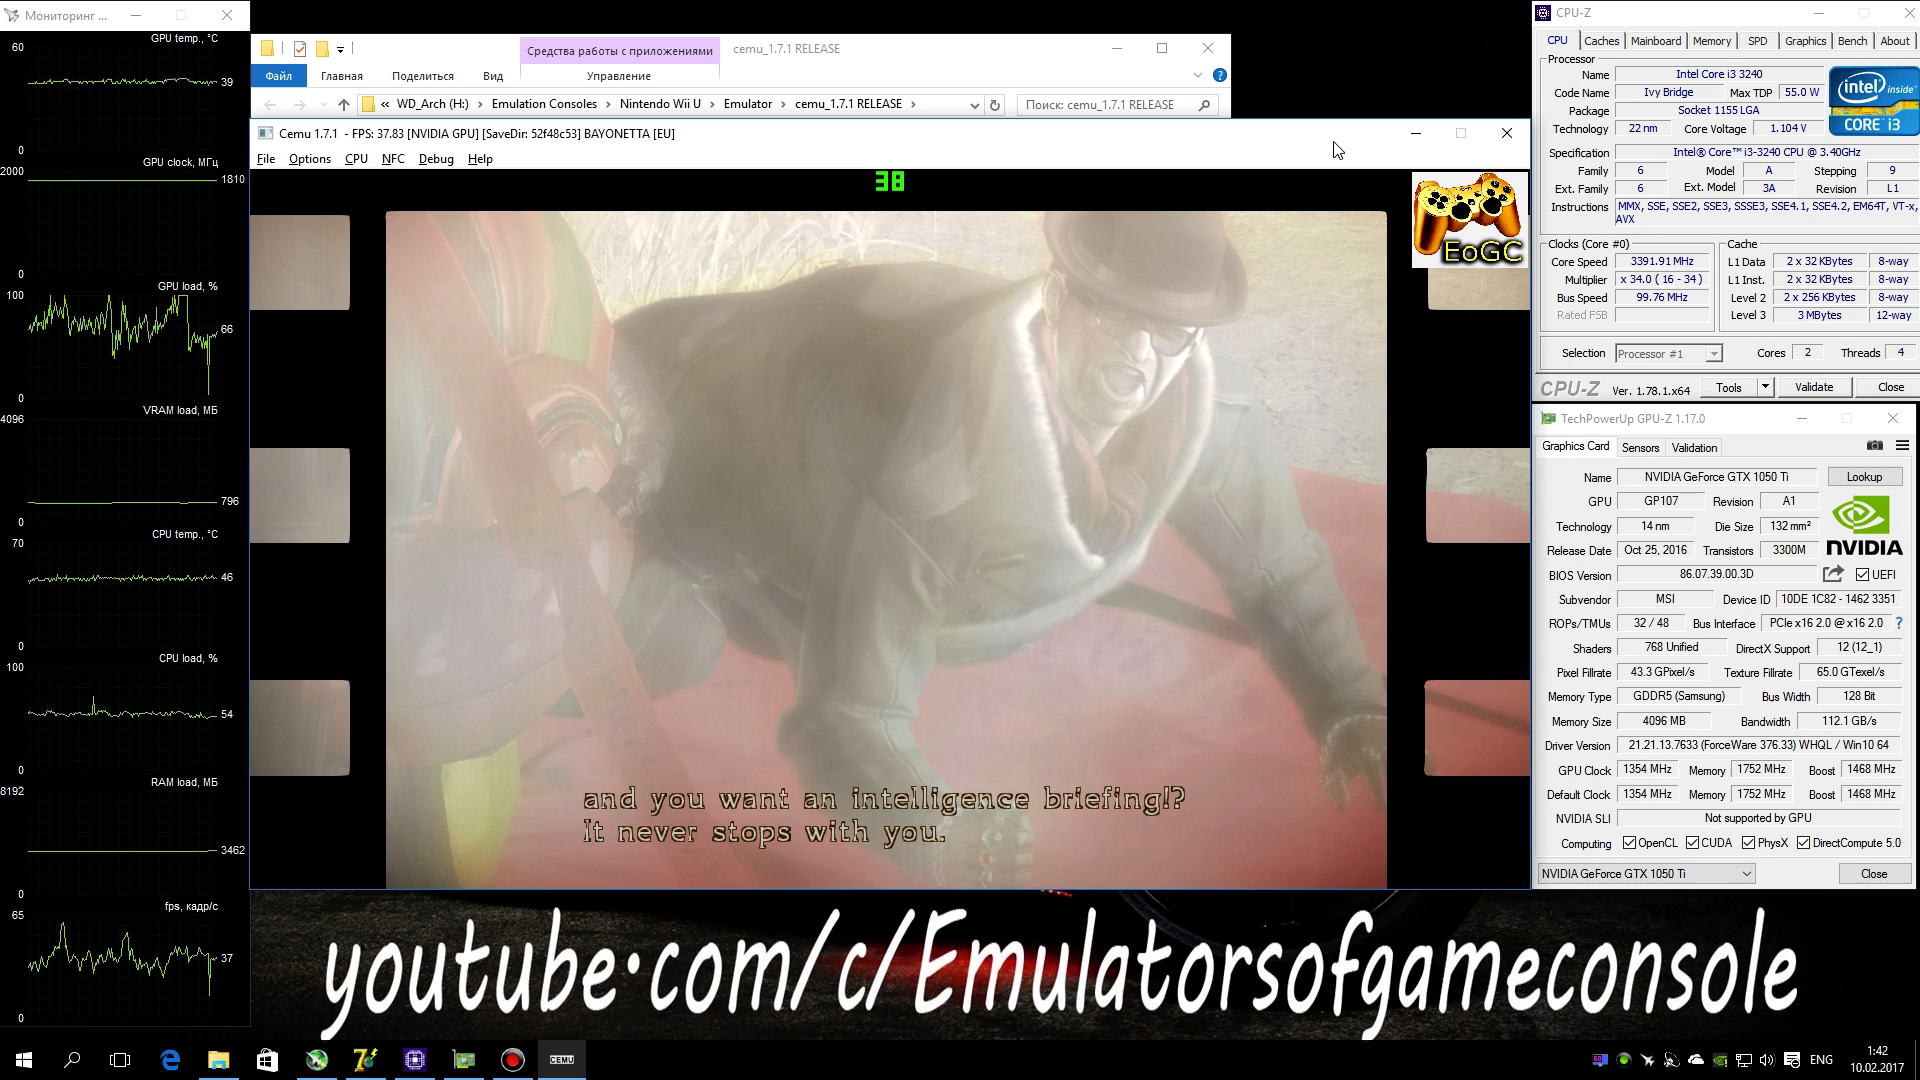 Мониторинг ...
GPU temp., °C
60
39
0
GPU clock, МГц
2000
1810
0
GPU load, %
100
66
0
VRAM load, МБ
4096
796
0
CPU temp., °C
70
46
0
CPU load, %
100
54
0
RAM load, МБ
8192
3462
0
fps, кадр/с
65
37
0
Средства работы с приложениями
cemu_1.7.1 RELEASE
Файл
Главная
Поделиться
Вид
Управление
« WD_Arch (H:) › Emulation Consoles › Nintendo Wii U › Emulator › cemu_1.7.1 RELEASE ›
Поиск: cemu_1.7.1 RELEASE
Cemu 1.7.1 - FPS: 37.83 [NVIDIA GPU] [SaveDir: 52f48c53] BAYONETTA [EU]
File Options CPU NFC Debug Help
38
EoGC
and you want an intelligence briefing!?
It never stops with you.
CPU-Z
CPU Caches Mainboard Memory SPD Graphics Bench About
Processor
Name Intel Core i3 3240
Code Name Ivy Bridge Max TDP 55.0 W
Package Socket 1155 LGA
Technology 22 nm Core Voltage 1.104 V
intel inside™
CORE i3
Specification Intel® Core™ i3-3240 CPU @ 3.40GHz
Family 6 Model A Stepping 9
Ext. Family 6 Ext. Model 3A Revision L1
Instructions MMX, SSE, SSE2, SSE3, SSSE3, SSE4.1, SSE4.2, EM64T, VT-x,
AVX
Clocks (Core #0)
Core Speed 3391.91 MHz
Multiplier x 34.0 ( 16 - 34 )
Bus Speed 99.76 MHz
Rated FSB
Cache
L1 Data 2 x 32 KBytes 8-way
L1 Inst. 2 x 32 KBytes 8-way
Level 2 2 x 256 KBytes 8-way
Level 3 3 MBytes 12-way
Selection Processor #1 Cores 2 Threads 4
CPU-Z Ver. 1.78.1.x64 Tools Validate Close
TechPowerUp GPU-Z 1.17.0
Graphics Card Sensors Validation
Name NVIDIA GeForce GTX 1050 Ti Lookup
GPU GP107 Revision A1
Technology 14 nm Die Size 132 mm²
Release Date Oct 25, 2016 Transistors 3300M
NVIDIA
BIOS Version 86.07.39.00.3D UEFI
Subvendor MSI Device ID 10DE 1C82 - 1462 3351
ROPs/TMUs 32 / 48 Bus Interface PCIe x16 2.0 @ x16 2.0 ?
Shaders 768 Unified DirectX Support 12 (12_1)
Pixel Fillrate 43.3 GPixel/s Texture Fillrate 65.0 GTexel/s
Memory Type GDDR5 (Samsung) Bus Width 128 Bit
Memory Size 4096 MB Bandwidth 112.1 GB/s
Driver Version 21.21.13.7633 (ForceWare 376.33) WHQL / Win10 64
GPU Clock 1354 MHz Memory 1752 MHz Boost 1468 MHz
Default Clock 1354 MHz Memory 1752 MHz Boost 1468 MHz
NVIDIA SLI Not supported by GPU
Computing OpenCL CUDA PhysX DirectCompute 5.0
NVIDIA GeForce GTX 1050 Ti Close
youtube.com/c/Emulatorsofgameconsole
CEMU
ENG
1:42
10.02.2017